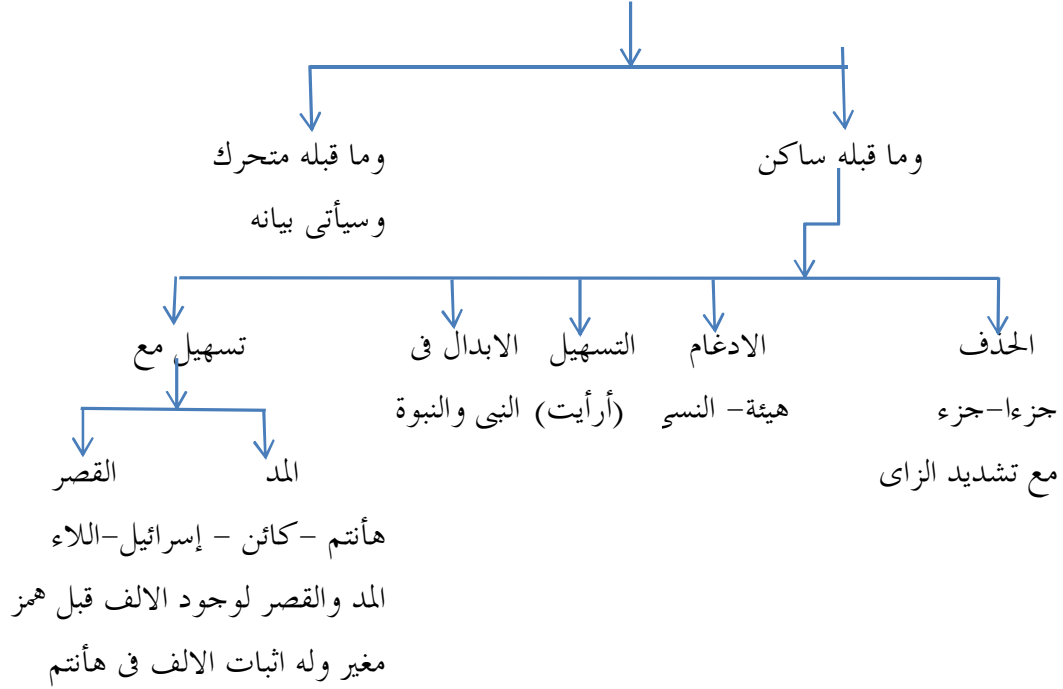 وما قبله ساكن
وما قبله متحرك
وسيأتى بيانه
الحذف
جزءا-جزء
مع تشديد الزاى
الادغام
هيئة- النسى
التسهيل
(أرأيت)
الابدال فى
النبى والنبوة
تسهيل مع
المد
القصر
هأنتم -كائن - إسرائيل-اللاء
المد والقصر لوجود الالف قبل همز
مغير وله اثبات الالف فى هأنتم